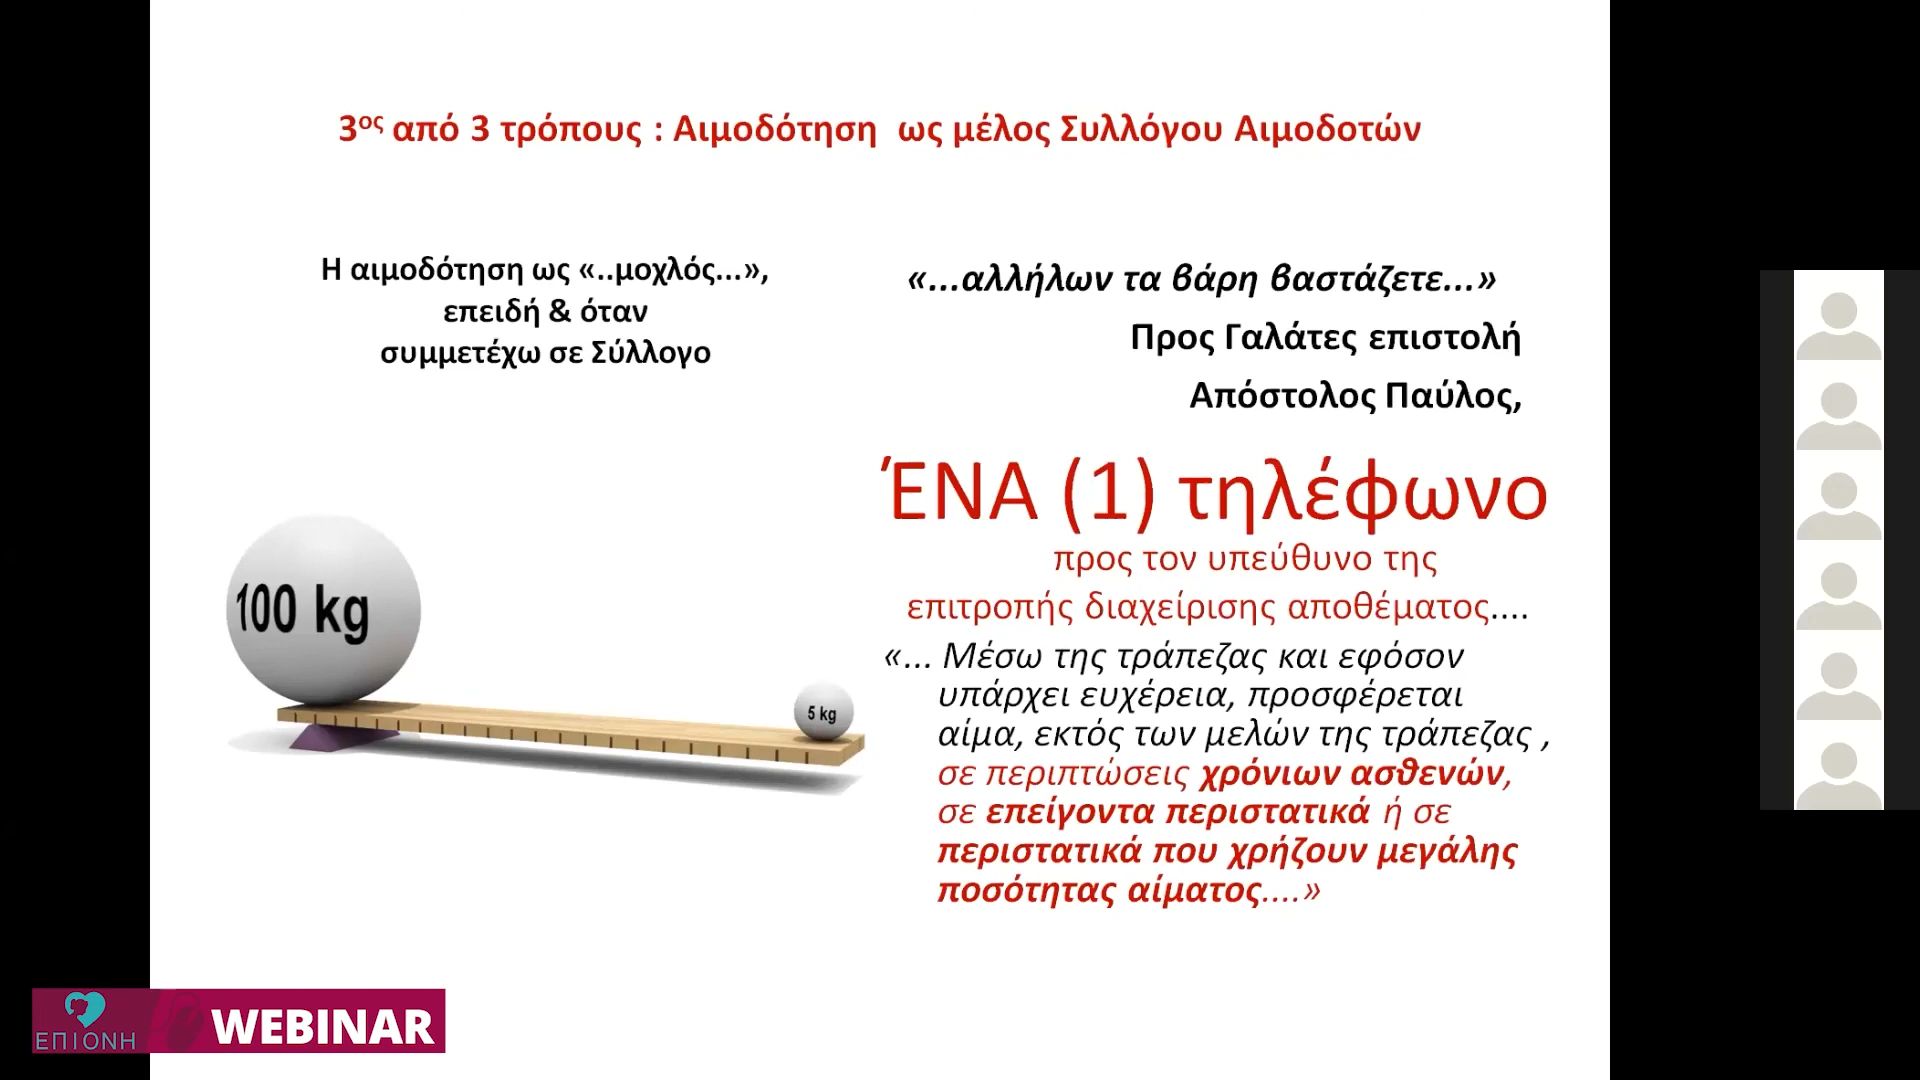 3ος από 3 τρόπους : Αιμοδότηση ως μέλος Συλλόγου Αιμοδοτών
Η αιμοδότηση ως «..μοχλός...»,
επειδή & όταν
συμμετέχω σε Σύλλογο
100 kg
5 kg
«...αλλήλων τα βάρη βαστάζετε...»
Προς Γαλάτες επιστολή
Απόστολος Παύλος,
ΈΝΑ (1) τηλέφωνο
προς τον υπεύθυνο της
επιτροπής διαχείρισης αποθέματος....
«... Μέσω της τράπεζας και εφόσον
υπάρχει ευχέρεια, προσφέρεται
αίμα, εκτός των μελών της τράπεζας ,
σε περιπτώσεις χρόνιων ασθενών,
σε επείγοντα περιστατικά ή σε
περιστατικά που χρήζουν μεγάλης
ποσότητας αίματος....»
ΕΠΙΟΝΗ
WEBINAR